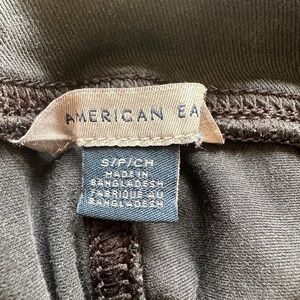 AMERICAN EA
S/P/CH
MADE IN
BANGLADESH
FABRIQUÉ AU
BANGLADESH